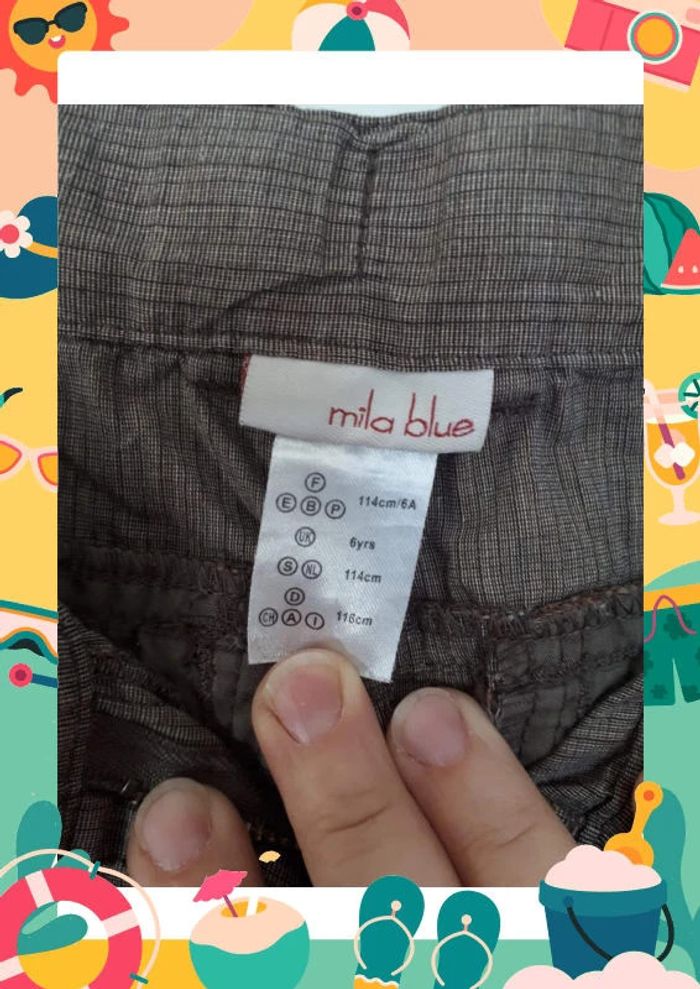 mila blue
F
E B P 114cm/6A
UK 6yrs
S NL 114cm
D
CH A I 116cm